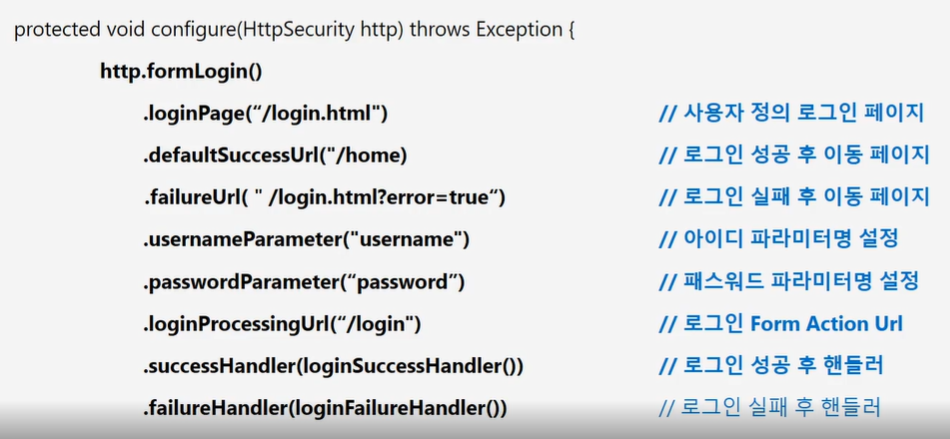 protected void configure(HttpSecurity http) throws Exception {
http.formLogin()
.loginPage(“/login.html") // 사용자 정의 로그인 페이지
.defaultSuccessUrl("/home) // 로그인 성공 후 이동 페이지
.failureUrl( " /login.html?error=true“) // 로그인 실패 후 이동 페이지
.usernameParameter("username") // 아이디 파라미터명 설정
.passwordParameter(“password”) // 패스워드 파라미터명 설정
.loginProcessingUrl(“/login") // 로그인 Form Action Url
.successHandler(loginSuccessHandler()) // 로그인 성공 후 핸들러
.failureHandler(loginFailureHandler()) // 로그인 실패 후 핸들러